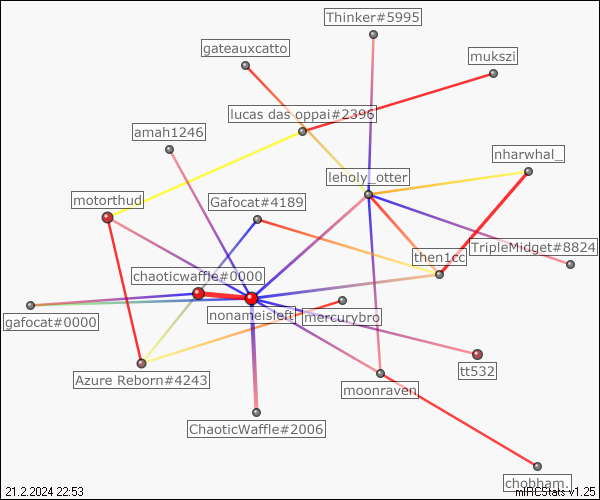 Thinker#5995
gateauxcatto
mukszi
lucas das oppai#2396
amah1246
nharwhal_
leholy_otter
motorthud
Gafocat#4189
TripleMidget#8824
then1cc
chaoticwaffle#0000
nonameisleft
mercurybro
gafocat#0000
tt532
Azure Reborn#4243
moonraven
ChaoticWaffle#2006
chobham.
21.2.2024 22:53
mIRCStats v1.25